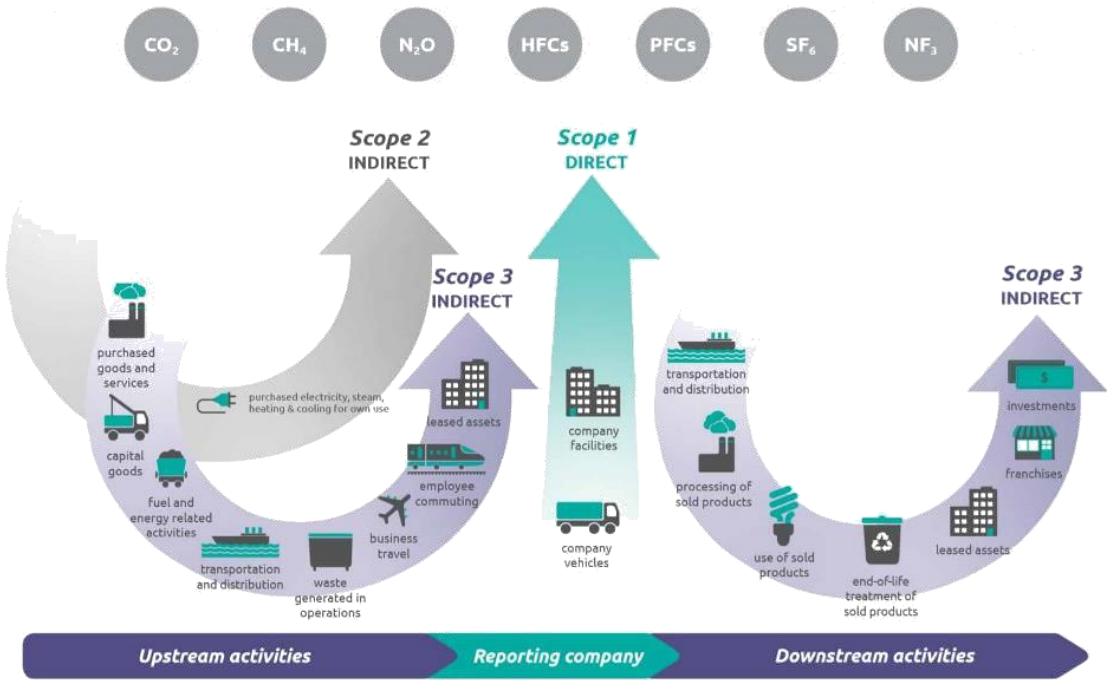 CO₂
CH₄
N₂O
HFCs
PFCs
SF₆
NF₃
Scope 2
INDIRECT
Scope 1
DIRECT
Scope 3
INDIRECT
Scope 3
INDIRECT
purchased
goods and
services
capital
goods
fuel and
energy related
activities
transportation
and distribution
waste
generated in
operations
business
travel
employee
commuting
leased assets
purchased electricity, steam,
heating & cooling for own use
company
facilities
company
vehicles
transportation
and distribution
processing of
sold products
use of sold
products
end-of-life
treatment of
sold products
leased assets
franchises
investments
$
Upstream activities
Reporting company
Downstream activities